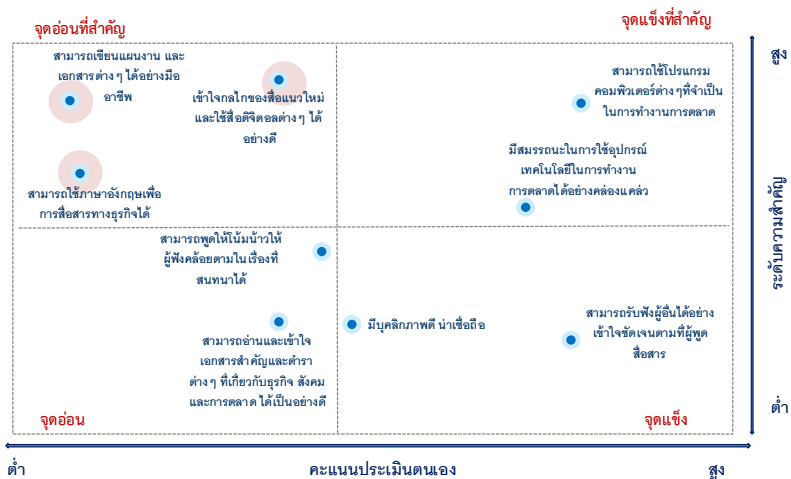 จุดอ่อนที่สำคัญ
จุดแข็งที่สำคัญ
สามารถเขียนแผนงาน และ
เอกสารต่างๆ ได้อย่างมือ
อาชีพ
เข้าใจกลไกของสื่อแนวใหม่
และใช้สื่อดิจิตอลต่างๆ ได้
อย่างดี
สามารถใช้โปรแกรม
คอมพิวเตอร์ต่างๆที่จำเป็น
ในการทำงานการตลาด
มีสมรรถนะในการใช้อุปกรณ์
เทคโนโลยีในการทำงาน
การตลาดได้อย่างคล่องแคล่ว
สามารถใช้ภาษาอังกฤษเพื่อ
การสื่อสารทางธุรกิจได้
สามารถพูดให้โน้มน้าวให้
ผู้ฟังคล้อยตามในเรื่องที่
สนทนาได้
สามารถอ่านและเข้าใจ
เอกสารสำคัญและตำรา
ต่างๆ ที่เกี่ยวกับธุรกิจ สังคม
และการตลาด ได้เป็นอย่างดี
มีบุคลิกภาพดี น่าเชื่อถือ
สามารถรับฟังผู้อื่นได้อย่าง
เข้าใจชัดเจนตามที่ผู้พูด
สื่อสาร
จุดอ่อน
จุดแข็ง
สูง
ระดับความสำคัญ
ต่ำ
ต่ำ
คะแนนประเมินตนเอง
สูง